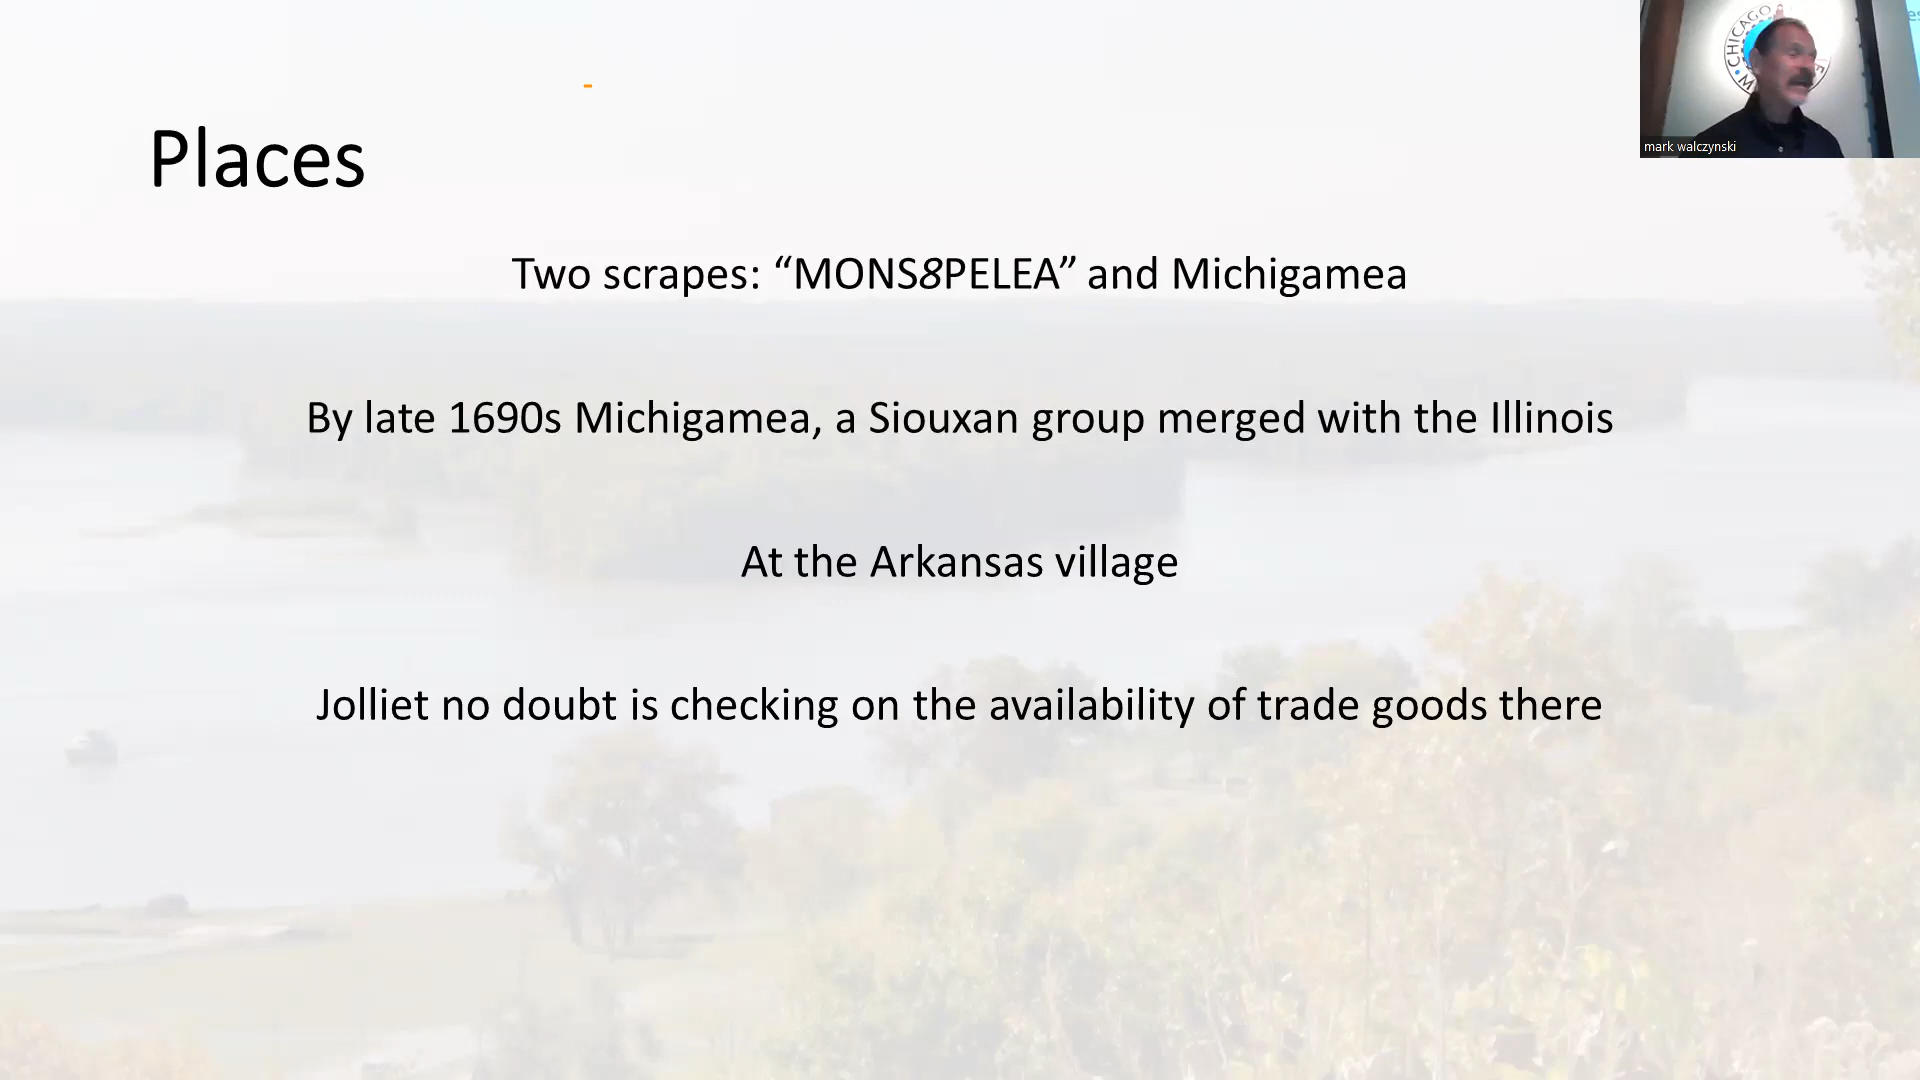 Places
Two scrapes: “MONS8PELEA” and Michigamea
By late 1690s Michigamea, a Siouxan group merged with the Illinois
At the Arkansas village
Jolliet no doubt is checking on the availability of trade goods there
CHICAGO
mark walczynski